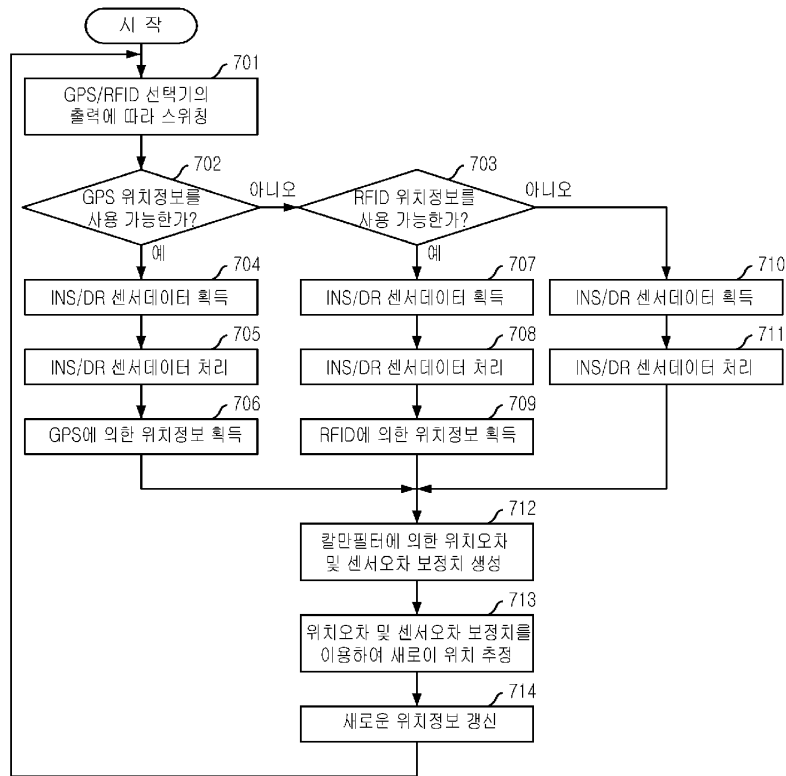 시 작
701
GPS/RFID 선택기의
출력에 따라 스위칭
702
GPS 위치정보를
사용 가능한가?
아니오
예
703
RFID 위치정보를
사용 가능한가?
아니오
예
704
INS/DR 센서데이터 획득
707
INS/DR 센서데이터 획득
710
INS/DR 센서데이터 획득
705
INS/DR 센서데이터 처리
708
INS/DR 센서데이터 처리
711
INS/DR 센서데이터 처리
706
GPS에 의한 위치정보 획득
709
RFID에 의한 위치정보 획득
712
칼만필터에 의한 위치오차
및 센서오차 보정치 생성
713
위치오차 및 센서오차 보정치를
이용하여 새로이 위치 추정
714
새로운 위치정보 갱신